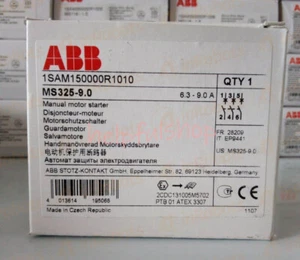 ABB
1SAM150000R1010 QTY 1
MS325-9.0 6.3 - 9.0 A
Manual motor starter
Disjoncteur-moteur
Motorschutzschalter
Guardamotor
Salvamotore
Handmanövrerad Motorskyddsbrytare
电动机保护用断路器
Автомат защиты электродвигателя
FR: 28209
IT: EP9441
US: MS325-9.0
ABB STOTZ-KONTAKT GmbH, Eppelheimer Str. 82, 69123 Heidelberg, Germany
2CDC131005M5702
PTB 01 ATEX 3307
4 013614 195068
Made in Czech Republic
1107